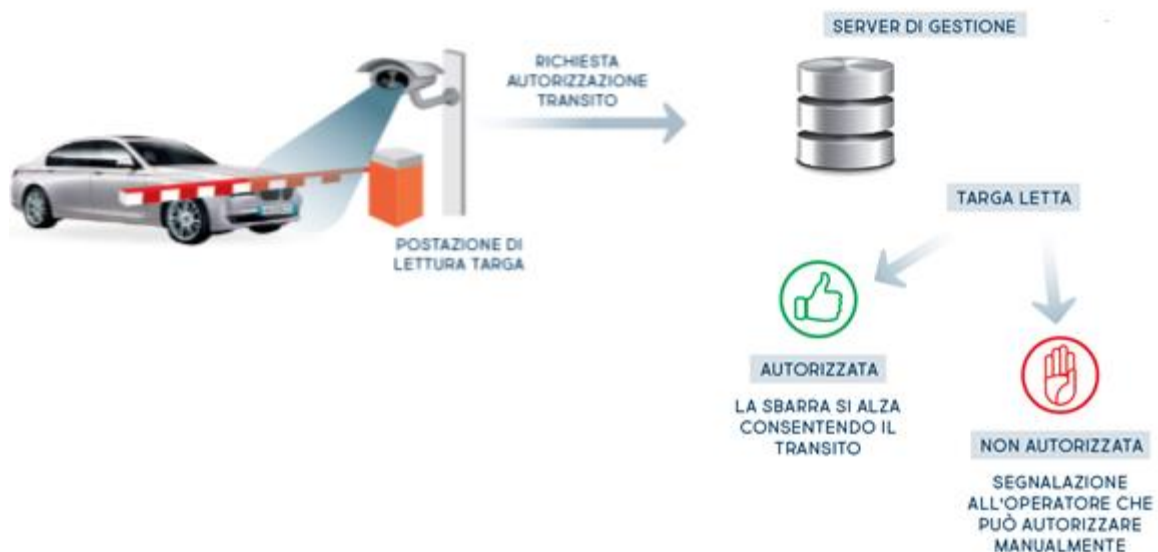 SERVER DI GESTIONE
RICHIESTA
AUTORIZZAZIONE
TRANSITO
POSTAZIONE DI
LETTURA TARGA
TARGA LETTA
AUTORIZZATA
LA SBARRA SI ALZA
CONSENTENDO IL
TRANSITO
NON AUTORIZZATA
SEGNALAZIONE
ALL'OPERATORE CHE
PUÒ AUTORIZZARE
MANUALMENTE